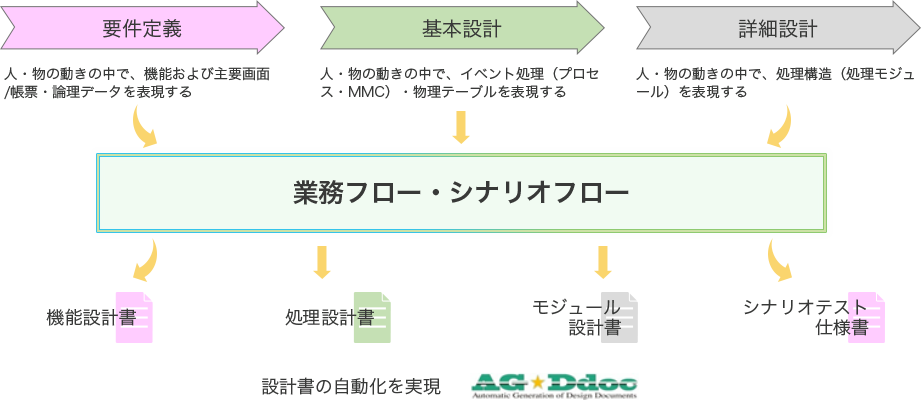 要件定義
基本設計
詳細設計
人・物の動きの中で、機能および主要画面
/帳票・論理データを表現する
人・物の動きの中で、イベント処理（プロセ
ス・MMC）・物理テーブルを表現する
人・物の動きの中で、処理構造（処理モジュ
ール）を表現する
業務フロー・シナリオフロー
機能設計書
処理設計書
モジュール
設計書
シナリオテスト
仕様書
設計書の自動化を実現
AG★Ddoc
Automatic Generation of Design Documents